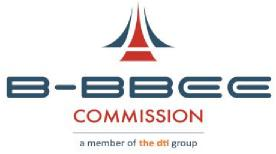 B-BBEE
COMMISSION
a member of the dti group